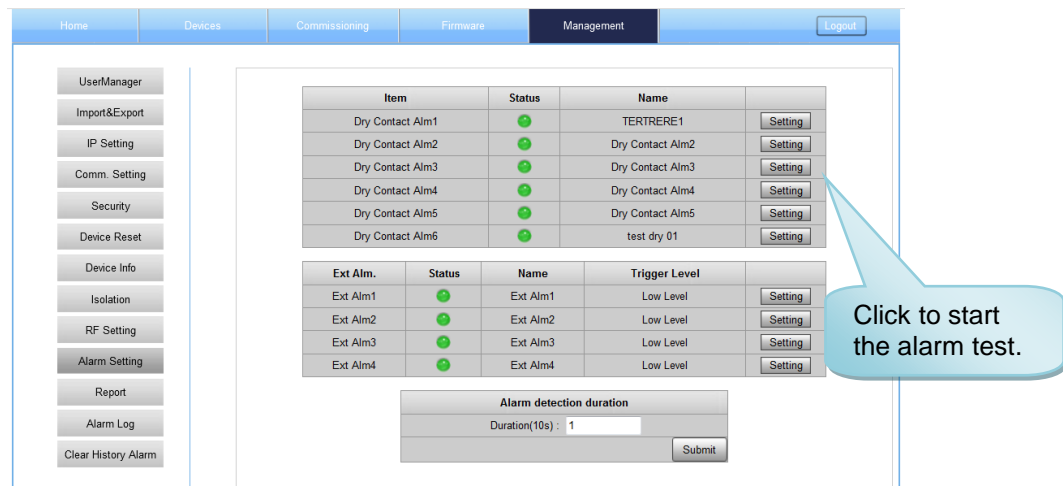 Home Devices Commissioning Firmware Management Logout
UserManager
Import&Export
IP Setting
Comm. Setting
Security
Device Reset
Device Info
Isolation
RF Setting
Alarm Setting
Report
Alarm Log
Clear History Alarm
Item Status Name
Dry Contact Alm1 TERTRERE1 Setting
Dry Contact Alm2 Dry Contact Alm2 Setting
Dry Contact Alm3 Dry Contact Alm3 Setting
Dry Contact Alm4 Dry Contact Alm4 Setting
Dry Contact Alm5 Dry Contact Alm5 Setting
Dry Contact Alm6 test dry 01 Setting
Ext Alm. Status Name Trigger Level
Ext Alm1 Ext Alm1 Low Level Setting
Ext Alm2 Ext Alm2 Low Level Setting
Ext Alm3 Ext Alm3 Low Level Setting
Ext Alm4 Ext Alm4 Low Level Setting
Alarm detection duration
Duration(10s) : 1
Submit
Click to start
the alarm test.